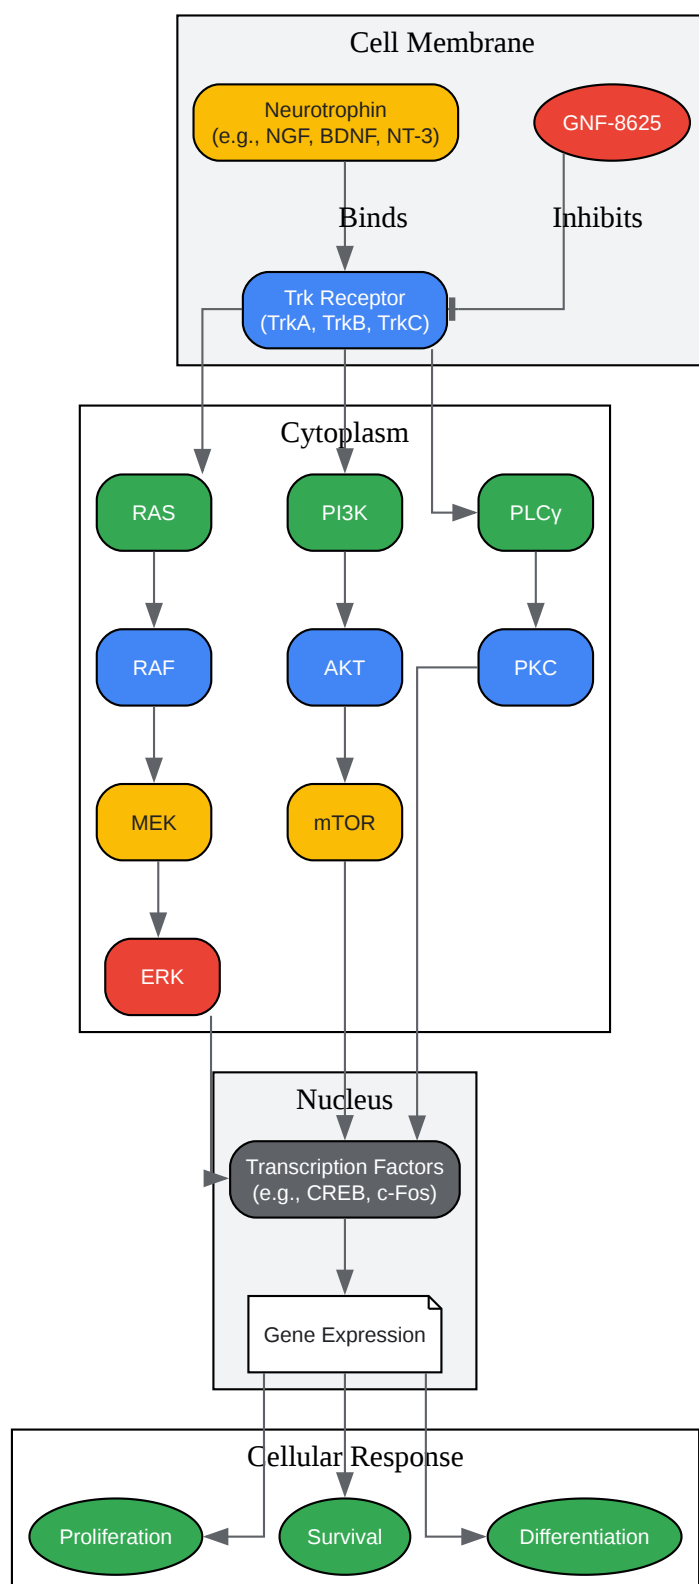 Cell Membrane
Neurotrophin
(e.g., NGF, BDNF, NT-3)
GNF-8625
Binds
Inhibits
Trk Receptor
(TrkA, TrkB, TrkC)
Cytoplasm
RAS
PI3K
PLCγ
RAF
AKT
PKC
MEK
mTOR
ERK
Nucleus
Transcription Factors
(e.g., CREB, c-Fos)
Gene Expression
Cellular Response
Proliferation
Survival
Differentiation